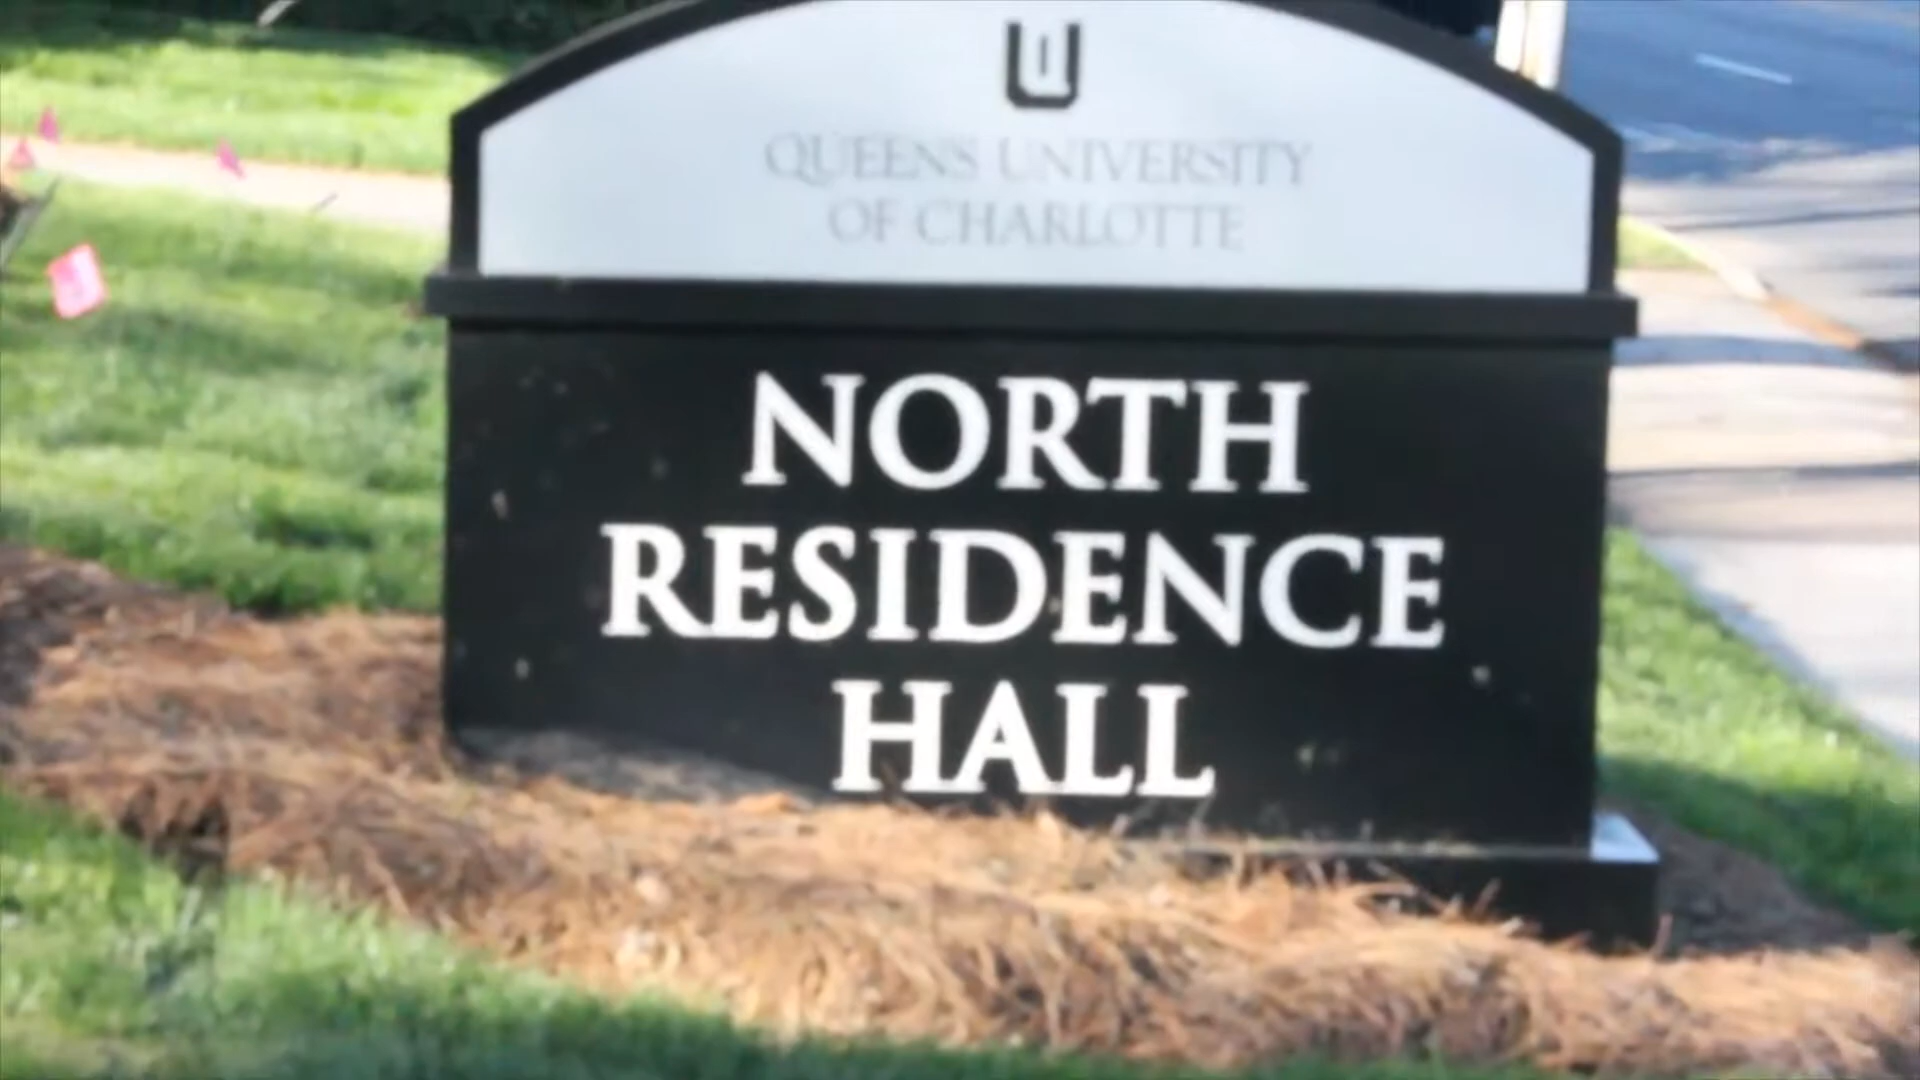 QUEENS UNIVERSITY
OF CHARLOTTE
NORTH
RESIDENCE
HALL